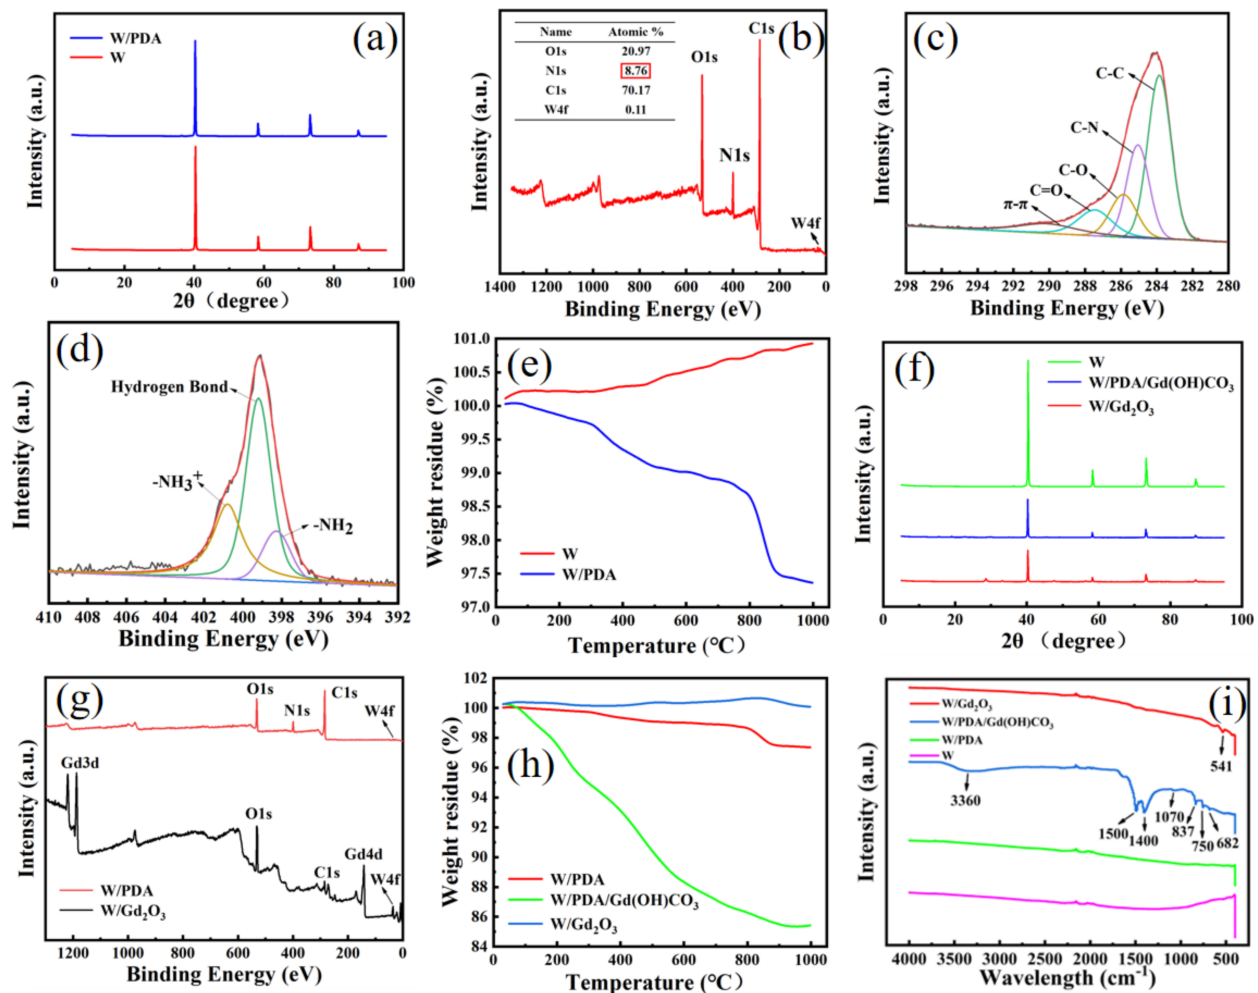 (a)
W/PDA
W
Intensity (a.u.)
0 20 40 60 80 100
2θ（degree）
(b)
Name Atomic %
O1s 20.97
N1s 8.76
C1s 70.17
W4f 0.11
C1s
O1s
N1s
W4f
Intensity (a.u.)
1400 1200 1000 800 600 400 200 0
Binding Energy (eV)
(c)
C-C
C-N
C-O
C=O
π-π
Intensity (a.u.)
298 296 294 292 290 288 286 284 282 280
Binding Energy (eV)
(d)
Hydrogen Bond
-NH3+
-NH2
Intensity (a.u.)
410 408 406 404 402 400 398 396 394 392
Binding Energy (eV)
(e)
101.0
100.5
100.0
99.5
99.0
98.5
98.0
97.5
97.0
Weight residue (%)
W
W/PDA
0 200 400 600 800 1000
Temperature (℃）
(f)
W
W/PDA/Gd(OH)CO3
W/Gd2O3
Intensity (a.u.)
0 20 40 60 80 100
2θ （degree）
(g)
O1s
N1s
C1s
W4f
Gd3d
O1s
C1s
Gd4d
W4f
W/PDA
W/Gd2O3
Intensity (a.u.)
1200 1000 800 600 400 200 0
Binding Energy (eV)
(h)
102
100
98
96
94
92
90
88
86
84
Weight residue (%)
W/PDA
W/PDA/Gd(OH)CO3
W/Gd2O3
0 200 400 600 800 1000
Temperature (℃）
(i)
W/Gd2O3
W/PDA/Gd(OH)CO3
W/PDA
W
541
3360
1500
1400
1070
837
750
682
Intensity (a.u.)
4000 3500 3000 2500 2000 1500 1000 500
Wavelength (cm-1)